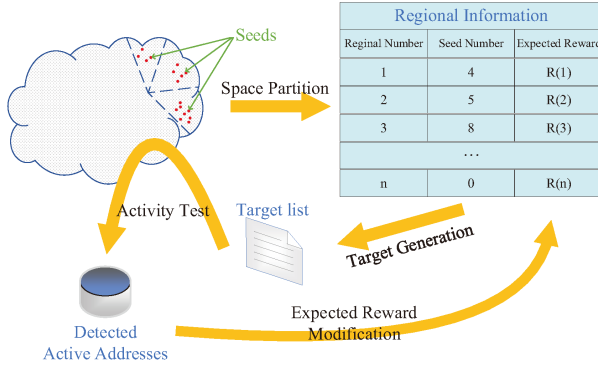 Seeds
Regional Information
Reginal Number Seed Number Expected Reward
1 4 R(1)
2 5 R(2)
3 8 R(3)
...
n 0 R(n)
Space Partition
Activity Test
Target list
Target Generation
Detected
Active Addresses
Expected Reward
Modification